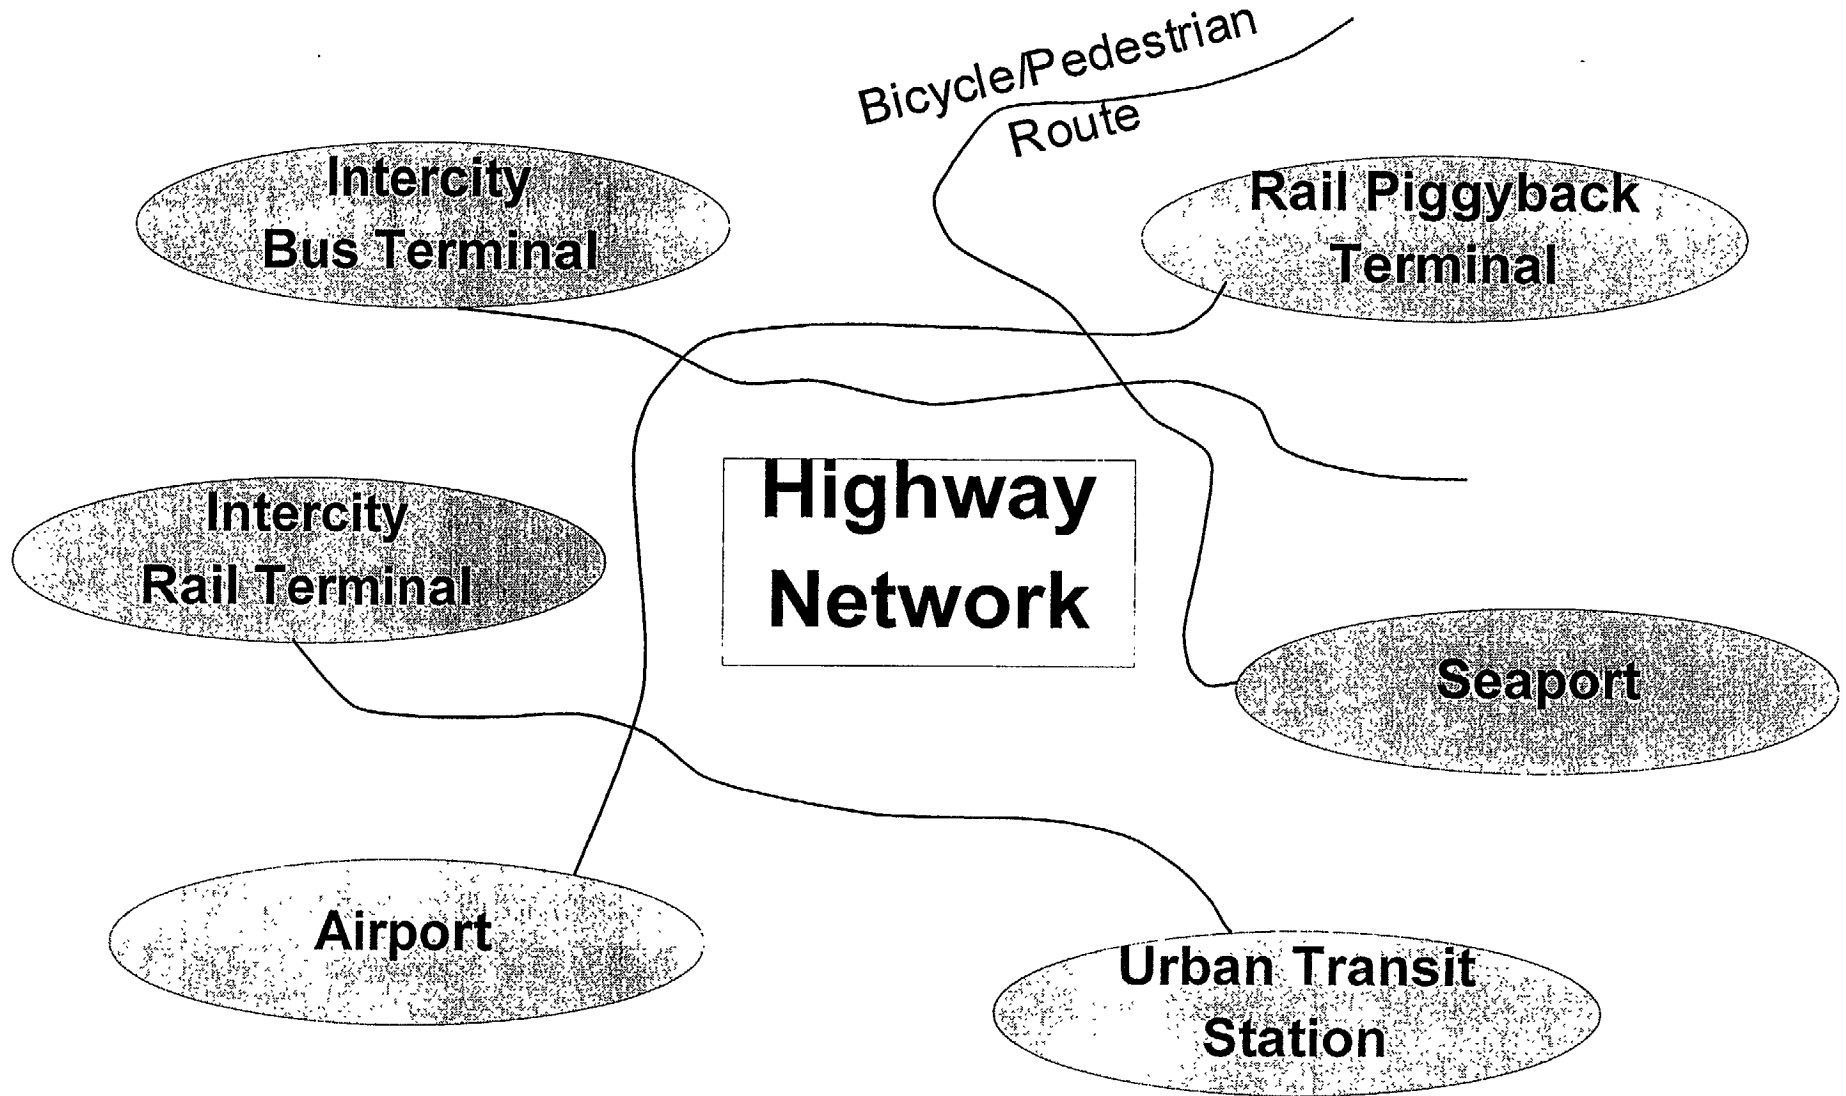 Bicycle/Pedestrian
Route
Intercity
Bus Terminal
Rail Piggyback
Terminal
Highway
Network
Intercity
Rail Terminal
Seaport
Airport
Urban Transit
Station